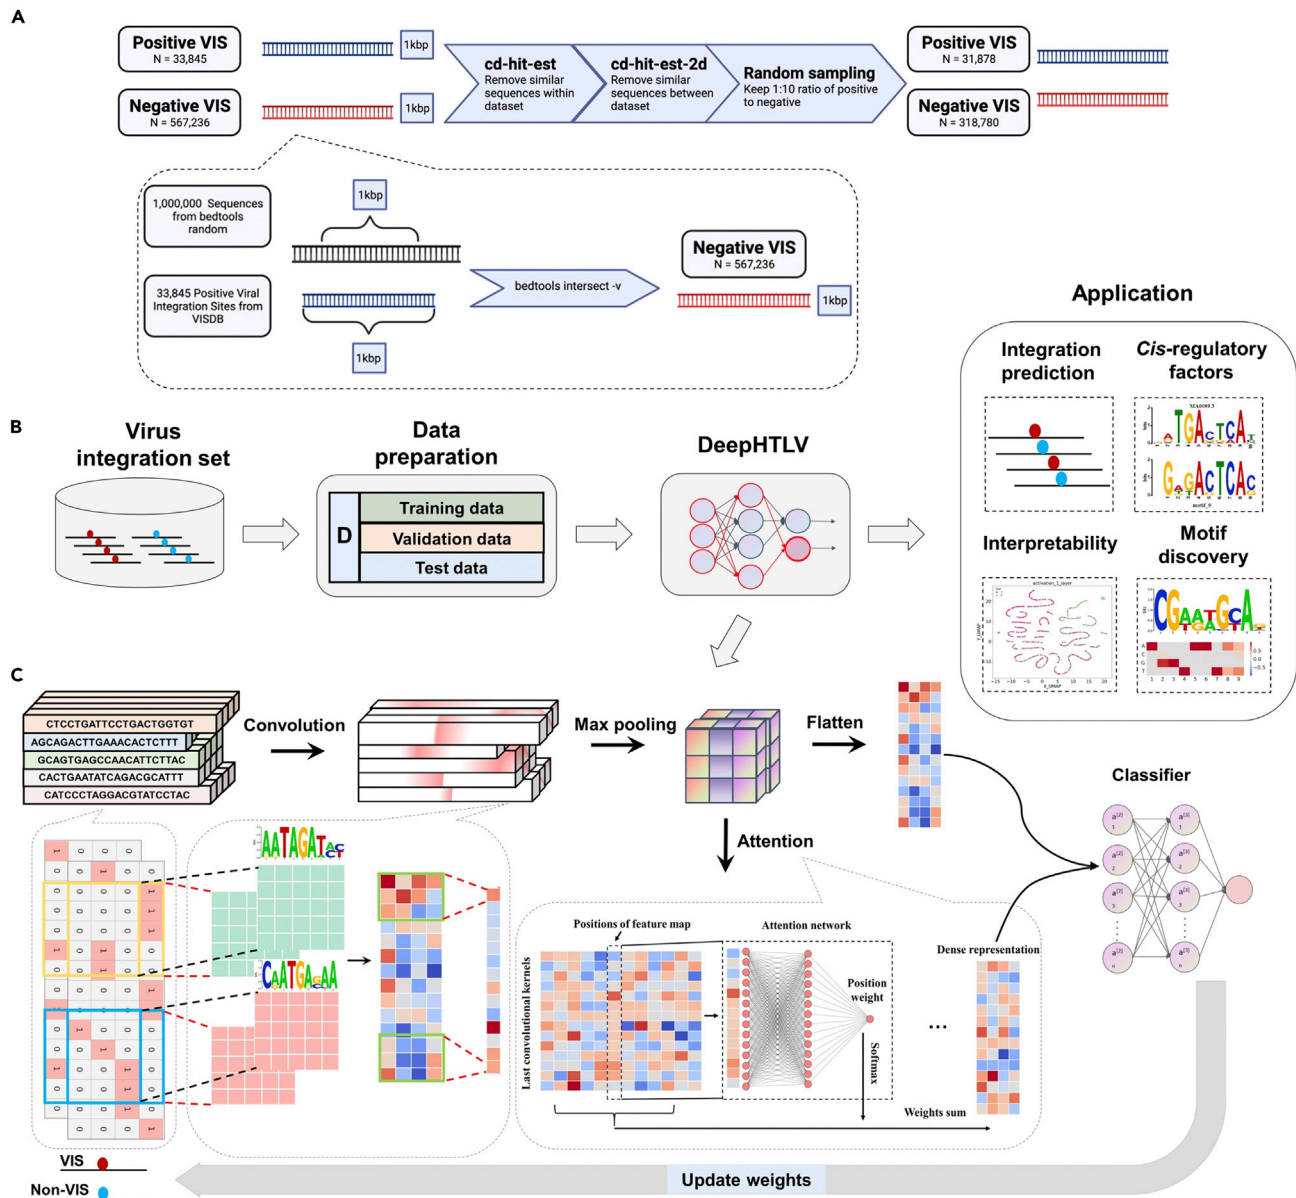 A
Positive VIS
N = 33,845
1kbp
Negative VIS
N = 567,236
1kbp
cd-hit-est
Remove similar
sequences within
dataset
cd-hit-est-2d
Remove similar
sequences between
dataset
Random sampling
Keep 1:10 ratio of positive
to negative
Positive VIS
N = 31,878
Negative VIS
N = 318,780
1,000,000 Sequences
from bedtools
random
1kbp
33,845 Positive Viral
Integration Sites from
VISDB
1kbp
bedtools intersect -v
Negative VIS
N = 567,236
1kbp
Application
Integration
prediction
Cis-regulatory
factors
Interpretability
activation_1_layer
X_UMAP
Y_UMAP
Motif
discovery
motif_9
B
Virus
integration set
Data
preparation
D
Training data
Validation data
Test data
DeepHTLV
C
CTCCTGATTCCTGACTGGTGT
AGCAGACTTGAAACACTCTTT
GCAGTGAGCCAACATTCTTAC
CACTGAATATCAGACGCATTT
CATCCCTAGGACGTATCCTAC
Convolution
Max pooling
Flatten
Attention
Classifier
Positions of feature map
Last convolutional kernels
Attention network
Position
weight
Softmax
...
Dense representation
Weights sum
VIS
Non-VIS
Update weights